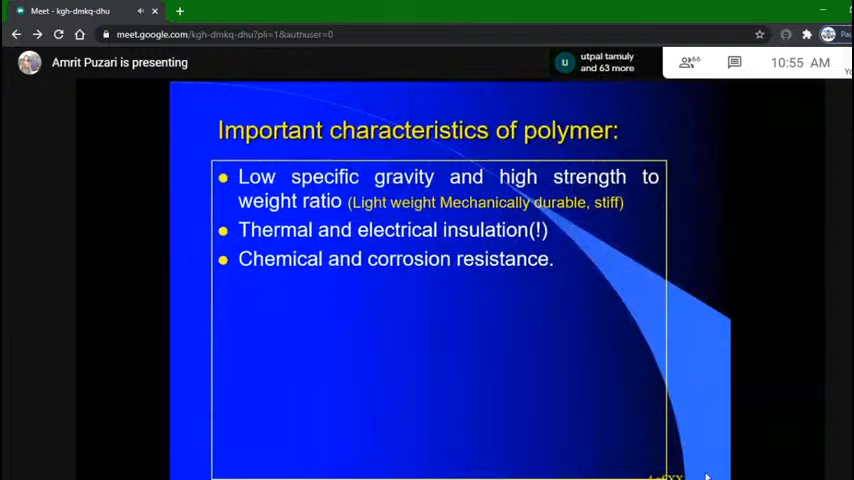 Meet - kgh-dmkq-dhu
meet.google.com/kgh-dmkq-dhu?pli=1&authuser=0
Amrit Puzari is presenting
u
utpal tamuly
and 63 more
66
10:55 AM
Important characteristics of polymer:
Low specific gravity and high strength to
weight ratio (Light weight Mechanically durable, stiff)
Thermal and electrical insulation(!)
Chemical and corrosion resistance.